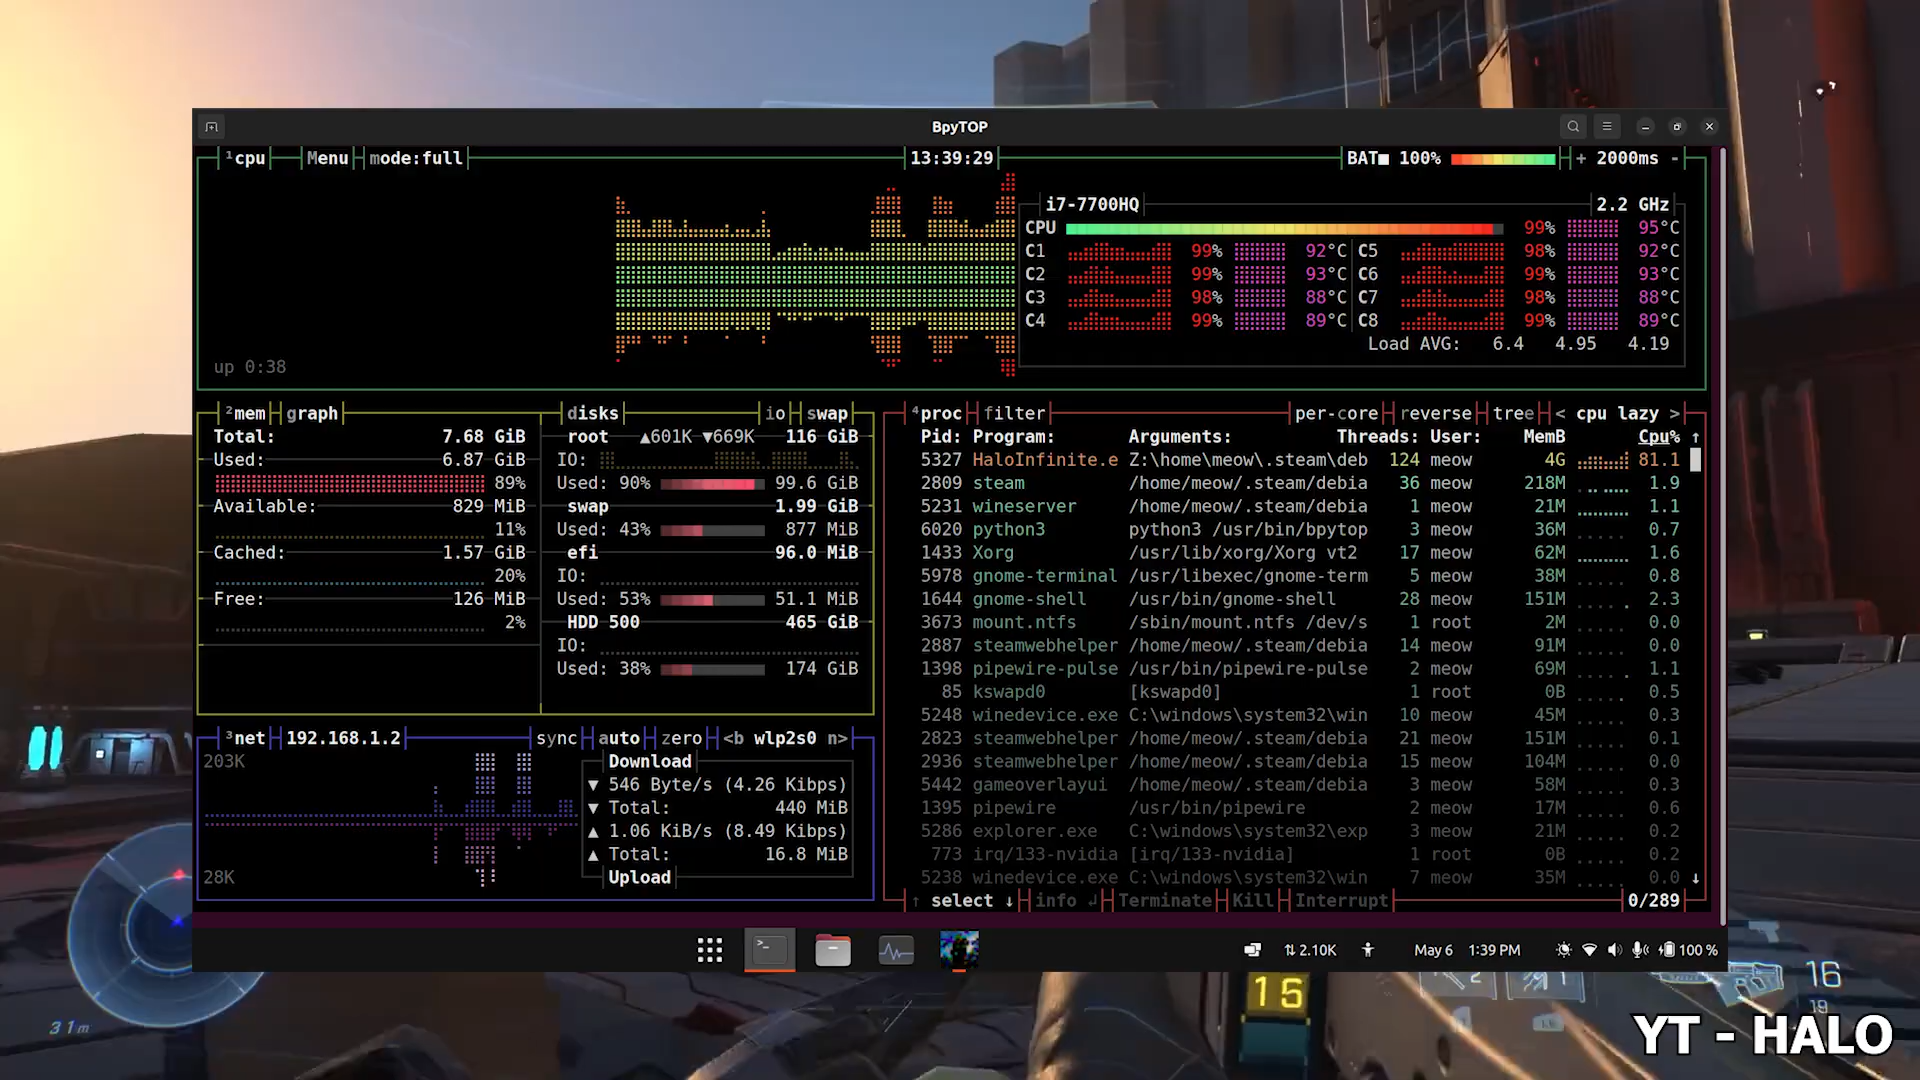 BpyTOP
¹cpu Menu mode:full 13:39:29 BAT■ 100% + 2000ms -
i7-7700HQ 2.2 GHz
CPU 99% 95°C
C1 99% 92°C C5 98% 92°C
C2 99% 93°C C6 99% 93°C
C3 98% 88°C C7 98% 88°C
C4 99% 89°C C8 99% 89°C
Load AVG: 6.4 4.95 4.19
up 0:38
²mem graph
Total: 7.68 GiB
Used: 6.87 GiB
89%
Available: 829 MiB
11%
Cached: 1.57 GiB
20%
Free: 126 MiB
2%
disks io swap
root ▲601K ▼669K 116 GiB
IO:
Used: 90% 99.6 GiB
swap 1.99 GiB
Used: 43% 877 MiB
efi 96.0 MiB
IO:
Used: 53% 51.1 MiB
HDD 500 465 GiB
IO:
Used: 38% 174 GiB
³net 192.168.1.2 sync auto zero <b wlp2s0 n>
203K
28K
Download
▼ 546 Byte/s (4.26 Kibps)
▼ Total: 440 MiB
▲ 1.06 KiB/s (8.49 Kibps)
▲ Total: 16.8 MiB
Upload
⁴proc filter per-core reverse tree < cpu lazy >
Pid: Program: Arguments: Threads: User: MemB Cpu% ↑
5327 HaloInfinite.e Z:\home\meow\.steam\deb 124 meow 4G 81.1
2809 steam /home/meow/.steam/debia 36 meow 218M 1.9
5231 wineserver /home/meow/.steam/debia 1 meow 21M 1.1
6020 python3 python3 /usr/bin/bpytop 3 meow 36M 0.7
1433 Xorg /usr/lib/xorg/Xorg vt2 17 meow 62M 1.6
5978 gnome-terminal /usr/libexec/gnome-term 5 meow 38M 0.8
1644 gnome-shell /usr/bin/gnome-shell 28 meow 151M 2.3
3673 mount.ntfs /sbin/mount.ntfs /dev/s 1 root 2M 0.0
2887 steamwebhelper /home/meow/.steam/debia 14 meow 91M 0.0
1398 pipewire-pulse /usr/bin/pipewire-pulse 2 meow 69M 1.1
85 kswapd0 [kswapd0] 1 root 0B 0.5
5248 winedevice.exe C:\windows\system32\win 10 meow 45M 0.3
2823 steamwebhelper /home/meow/.steam/debia 21 meow 151M 0.1
2936 steamwebhelper /home/meow/.steam/debia 15 meow 104M 0.0
5442 gameoverlayui /home/meow/.steam/debia 3 meow 58M 0.3
1395 pipewire /usr/bin/pipewire 2 meow 17M 0.6
5286 explorer.exe C:\windows\system32\exp 3 meow 21M 0.2
773 irq/133-nvidia [irq/133-nvidia] 1 root 0B 0.2
5238 winedevice.exe C:\windows\system32\win 7 meow 35M 0.0 ↓
↑ select ↓ info ↲ Terminate Kill Interrupt 0/289
⇅ 2.10K May 6 1:39 PM 100 %
31m
15
2
1
16
19
YT - HALO